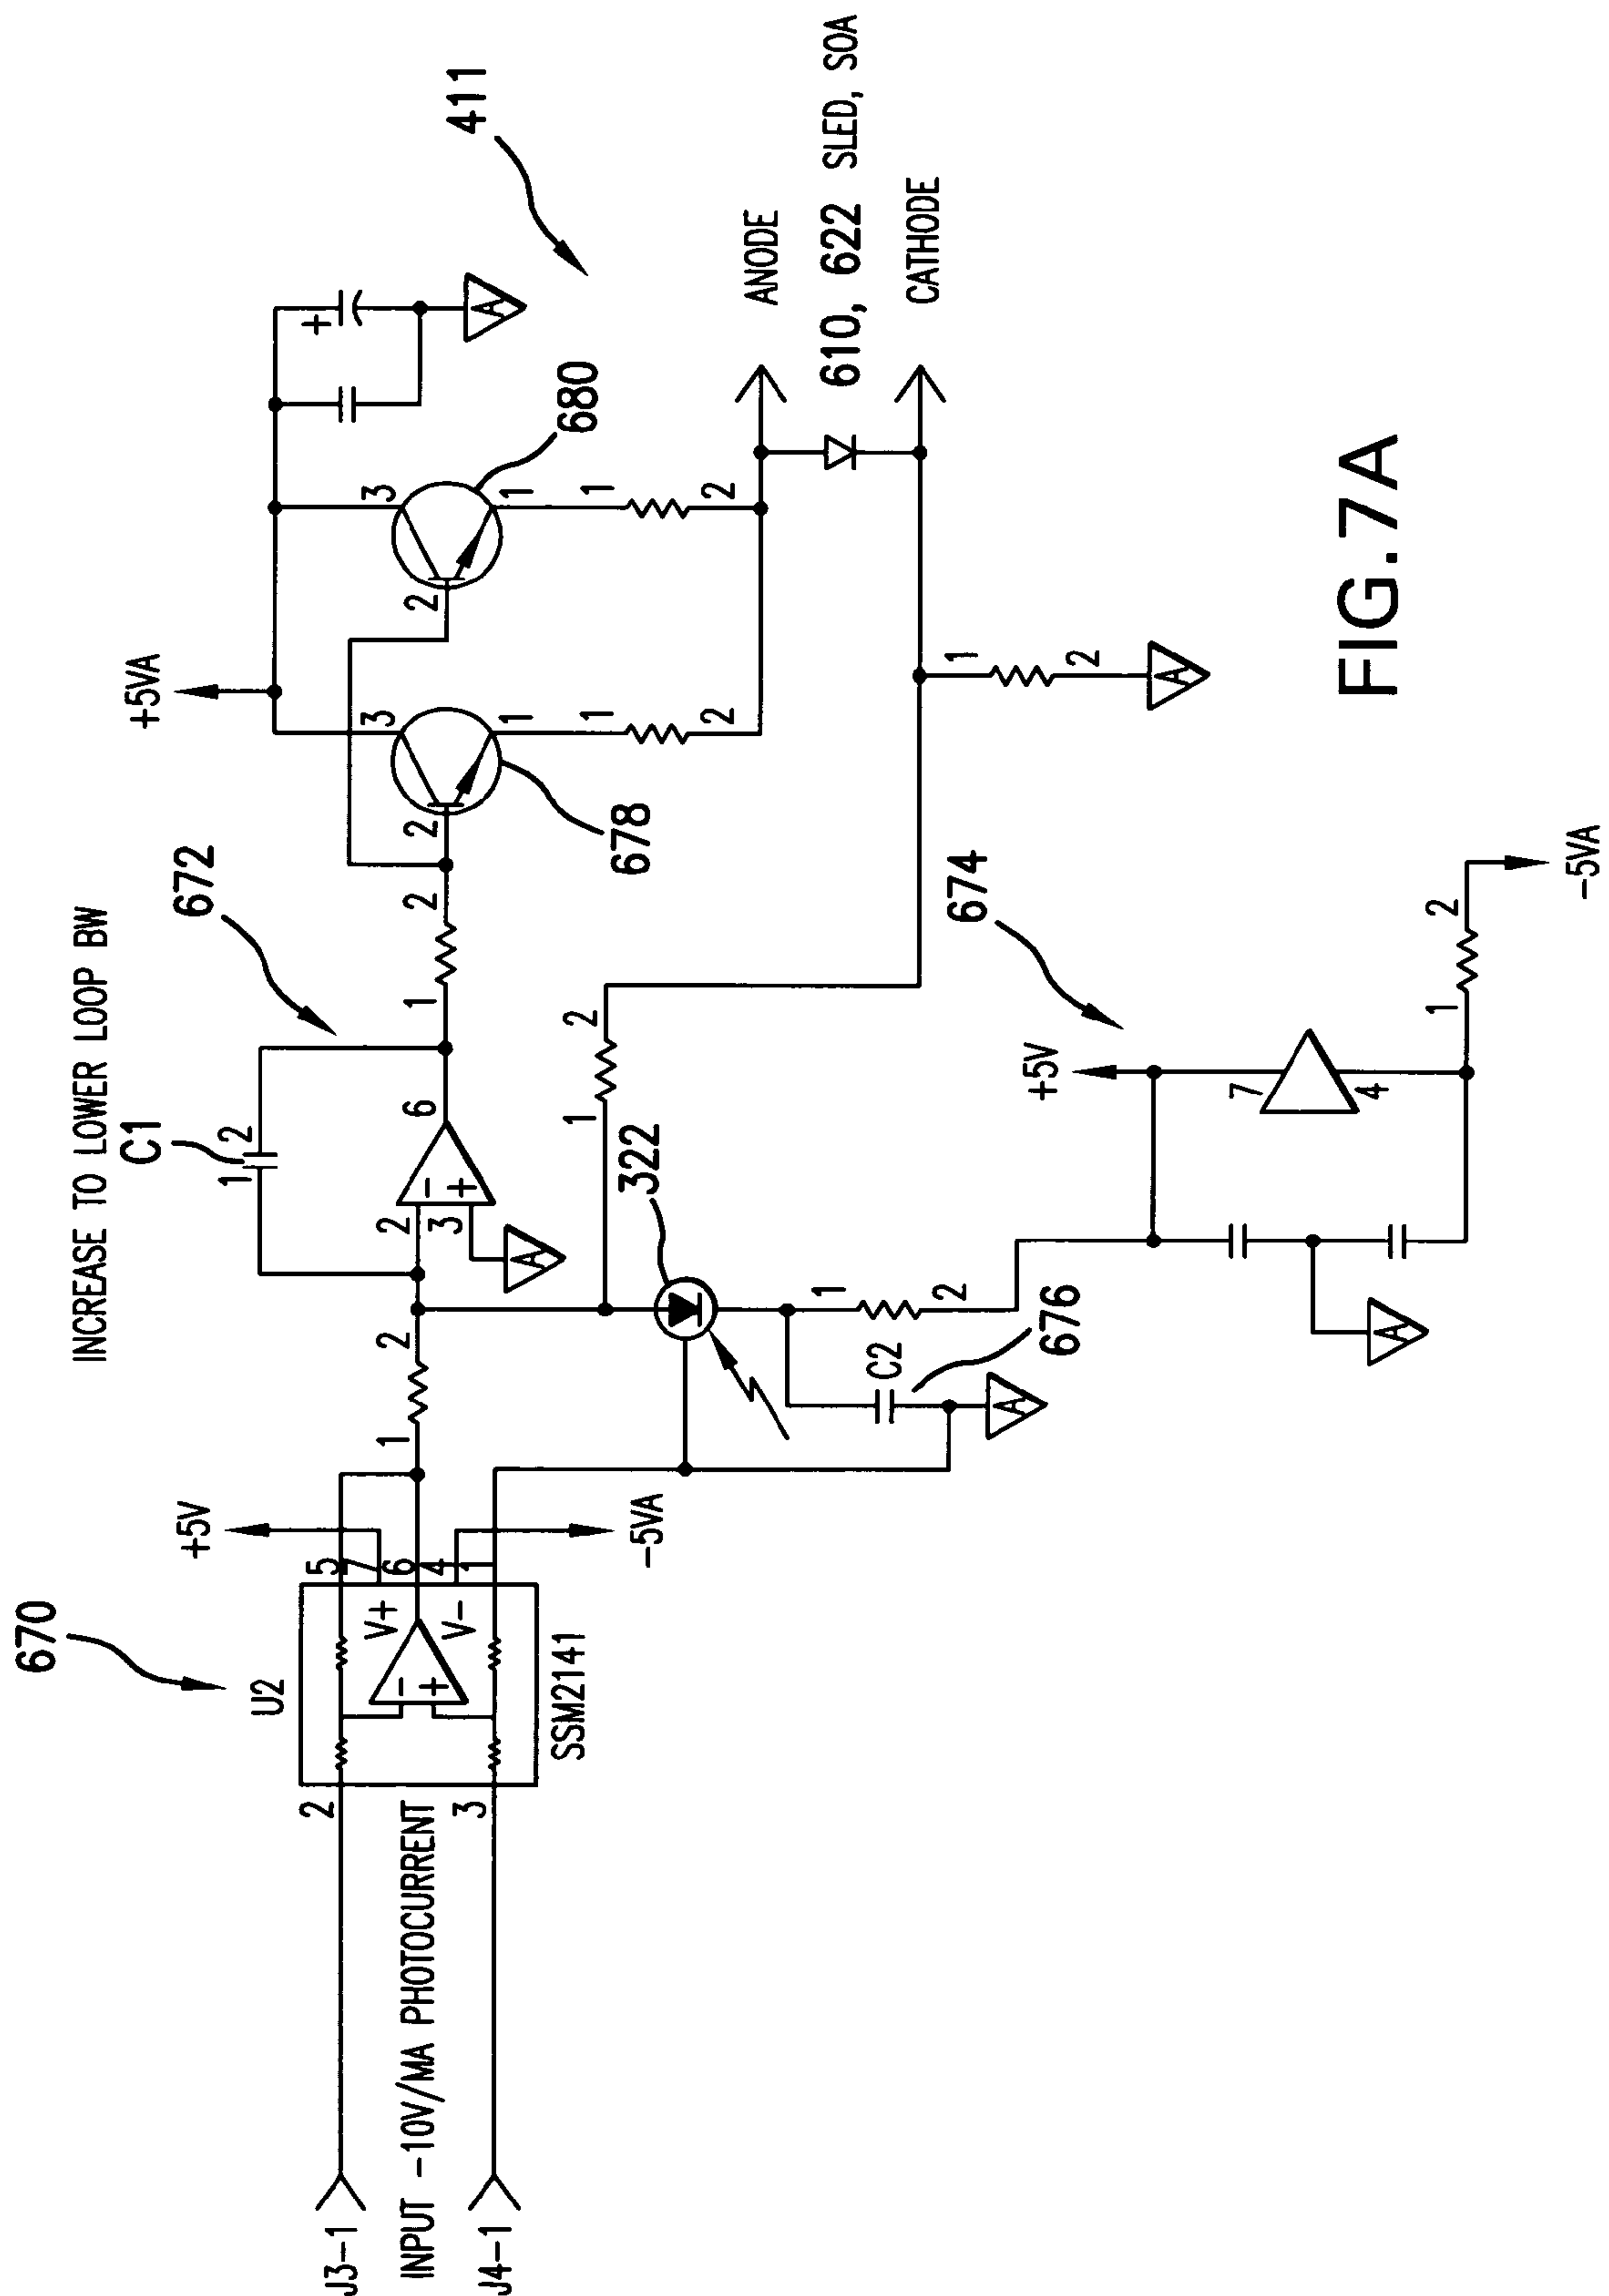 670
U2
+5V
2
5
7
6
4
1
V+
V-
-
+
3
SSM2141
-5VA
J3-1
INPUT -10V/MA PHOTOCURRENT
J4-1
INCREASE TO LOWER LOOP BW
C1
1
2
672
1
2
2
3
-
+
6
1
2
+5VA
2
3
1
678
1
2
2
3
1
680
1
2
+
A
411
ANODE
610, 622 SLED, SOA
CATHODE
A
322
1
2
1
2
A
C2
676
A
1
2
A
674
+5V
7
4
1
2
-5VA
A
FIG.7A